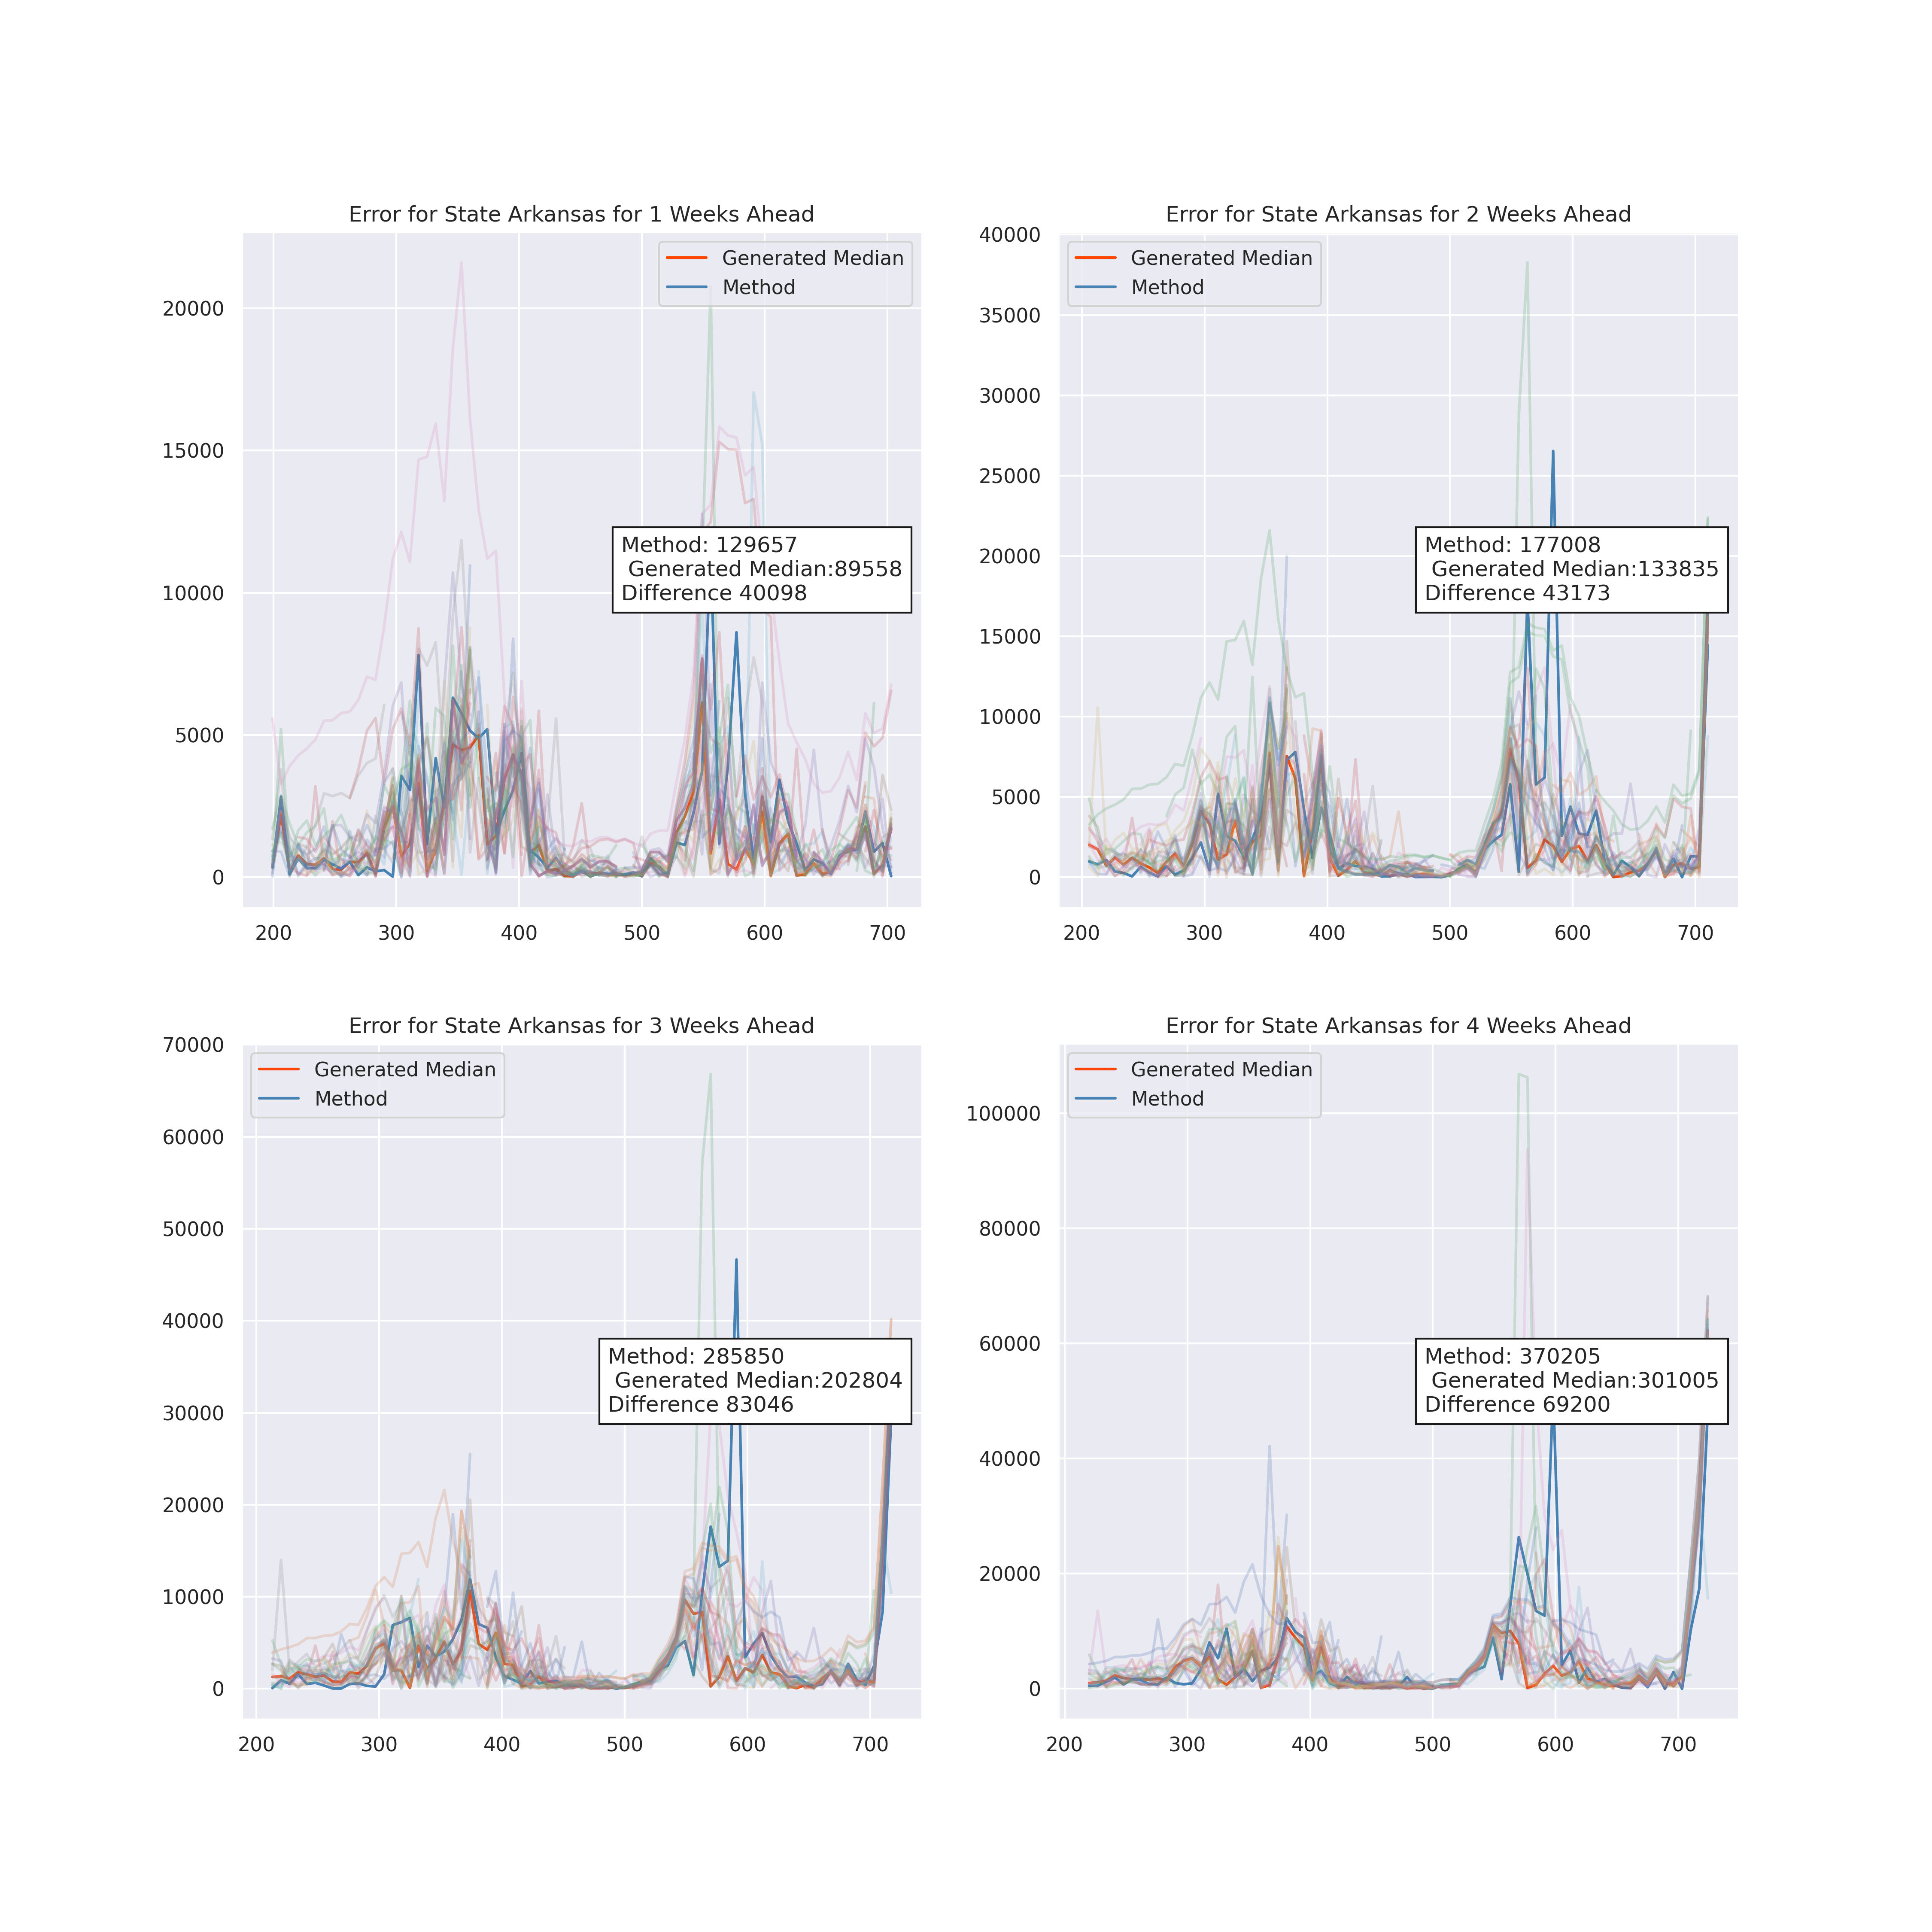 Error for State Arkansas for 1 Weeks Ahead
Generated Median
Method
20000
15000
10000
5000
0
Method: 129657
Generated Median:89558
Difference 40098
200 300 400 500 600 700
Error for State Arkansas for 2 Weeks Ahead
Generated Median
Method
40000
35000
30000
25000
20000
15000
10000
5000
0
Method: 177008
Generated Median:133835
Difference 43173
200 300 400 500 600 700
Error for State Arkansas for 3 Weeks Ahead
Generated Median
Method
70000
60000
50000
40000
30000
20000
10000
0
Method: 285850
Generated Median:202804
Difference 83046
200 300 400 500 600 700
Error for State Arkansas for 4 Weeks Ahead
Generated Median
Method
100000
80000
60000
40000
20000
0
Method: 370205
Generated Median:301005
Difference 69200
200 300 400 500 600 700